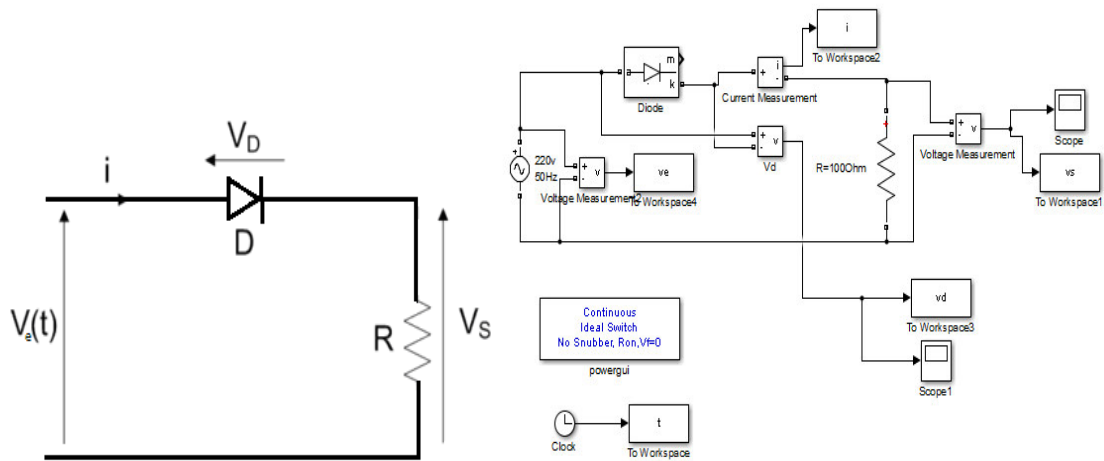 V_D
i
D
V_e(t)
R
V_S
i
To Workspace2
m
k
Diode
+
i
-
Current Measurement
+
-
v
Vd
+
220v
50Hz
+
-
v
Voltage Measurement2
ve
To Workspace4
+
R=100Ohm
+
-
v
Voltage Measurement
Scope
vs
To Workspace1
Continuous
Ideal Switch
No Snubber, Ron,Vf=0
powergui
vd
To Workspace3
Scope1
Clock
t
To Workspace